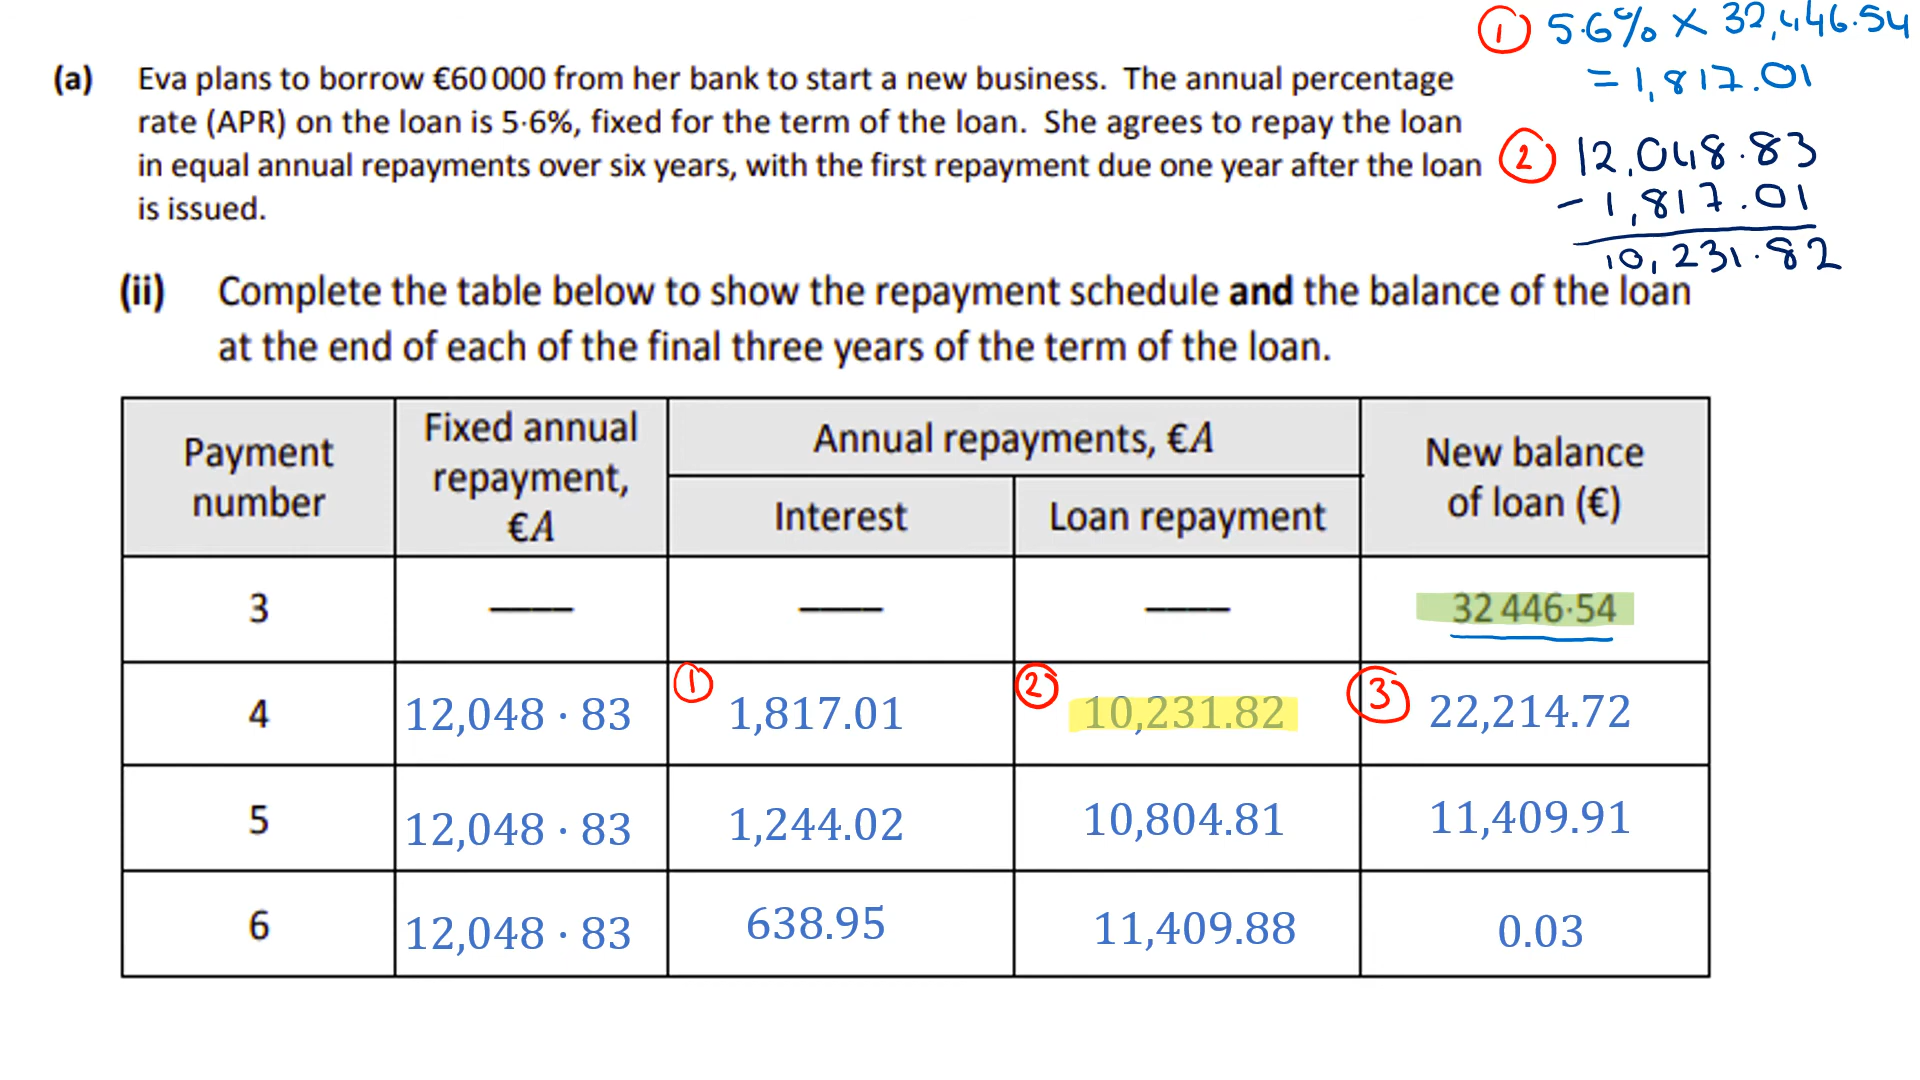 ① 5.6% × 32,446.54
= 1,817.01
(a) Eva plans to borrow €60 000 from her bank to start a new business. The annual percentage
rate (APR) on the loan is 5·6%, fixed for the term of the loan. She agrees to repay the loan
in equal annual repayments over six years, with the first repayment due one year after the loan
is issued.
② 12,048.83
- 1,817.01
10,231.82
(ii) Complete the table below to show the repayment schedule and the balance of the loan
at the end of each of the final three years of the term of the loan.
Payment
number
Fixed annual
repayment,
€A
Annual repayments, €A
Interest
Loan repayment
New balance
of loan (€)
3 — — — 32 446·54
4 12,048 · 83 ① 1,817.01 ② 10,231.82 ③ 22,214.72
5 12,048 · 83 1,244.02 10,804.81 11,409.91
6 12,048 · 83 638.95 11,409.88 0.03